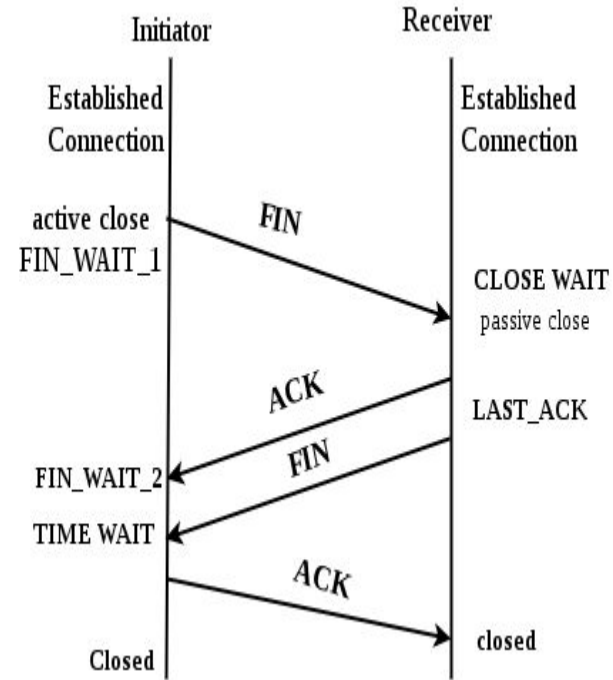 Initiator
Receiver
Established
Connection
Established
Connection
active close
FIN_WAIT_1
FIN
CLOSE WAIT
passive close
ACK
LAST_ACK
FIN
FIN_WAIT_2
TIME WAIT
ACK
closed
Closed